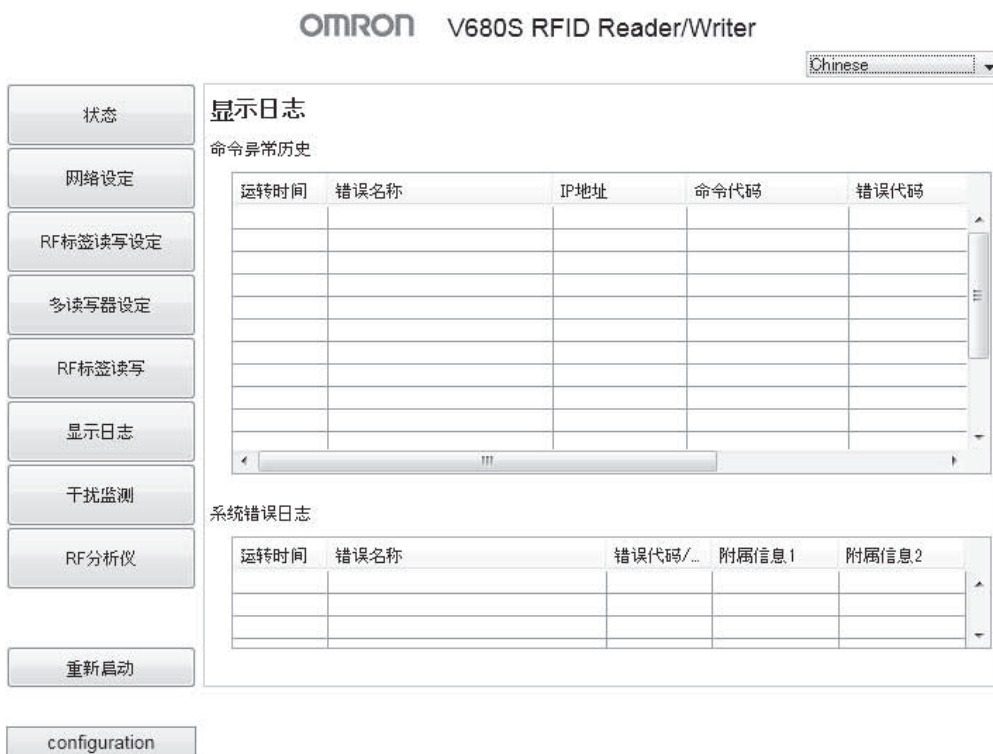 OMRON V680S RFID Reader/Writer
Chinese
状态
网络设定
RF标签读写设定
多读写器设定
RF标签读写
显示日志
干扰监测
RF分析仪
重新启动
configuration
显示日志
命令异常历史
运转时间 错误名称 IP地址 命令代码 错误代码
系统错误日志
运转时间 错误名称 错误代码/... 附属信息1 附属信息2